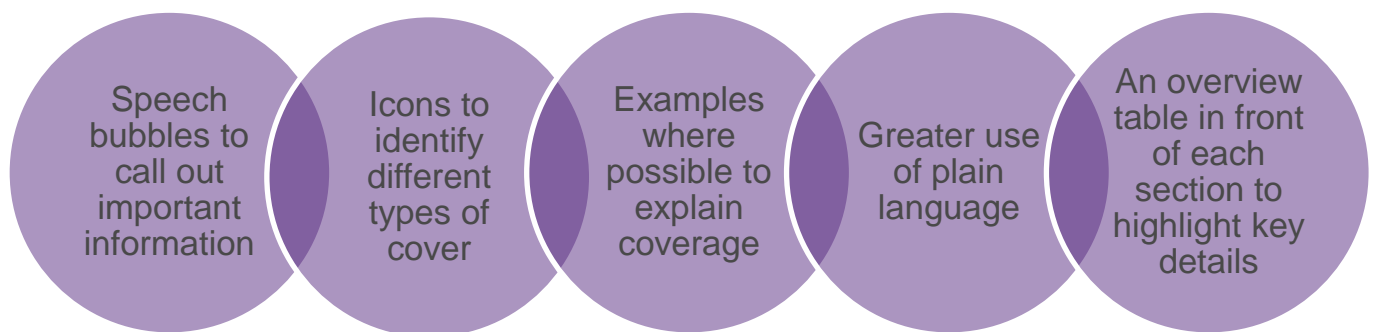 Speech
bubbles to
call out
important
information
Icons to
identify
different
types of
cover
Examples
where
possible to
explain
coverage
Greater use
of plain
language
An overview
table in front
of each
section to
highlight key
details